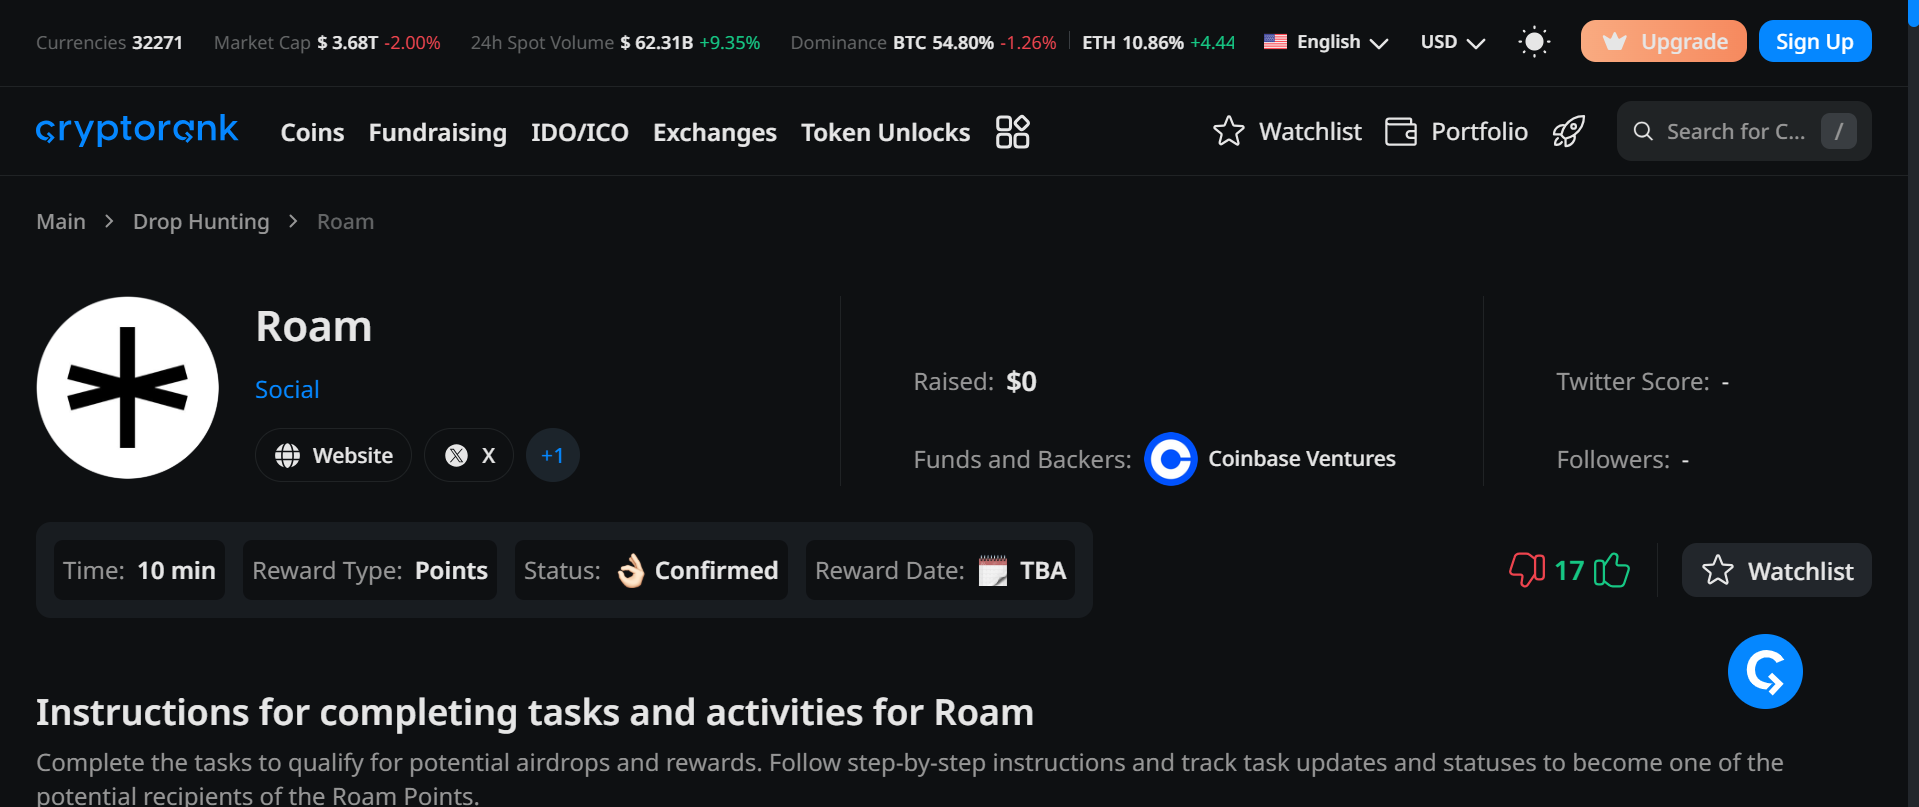 Currencies 32271 Market Cap $ 3.68T -2.00% 24h Spot Volume $ 62.31B +9.35% Dominance BTC 54.80% -1.26% ETH 10.86% +4.44 English USD Upgrade Sign Up
cryptorank Coins Fundraising IDO/ICO Exchanges Token Unlocks Watchlist Portfolio Search for C... /
Main > Drop Hunting > Roam
Roam
Social
Website X +1
Raised: $0
Funds and Backers: Coinbase Ventures
Twitter Score: -
Followers: -
Time: 10 min Reward Type: Points Status: 👌🏻 Confirmed Reward Date: TBA 17 Watchlist
Instructions for completing tasks and activities for Roam
Complete the tasks to qualify for potential airdrops and rewards. Follow step-by-step instructions and track task updates and statuses to become one of the
potential recipients of the Roam Points.